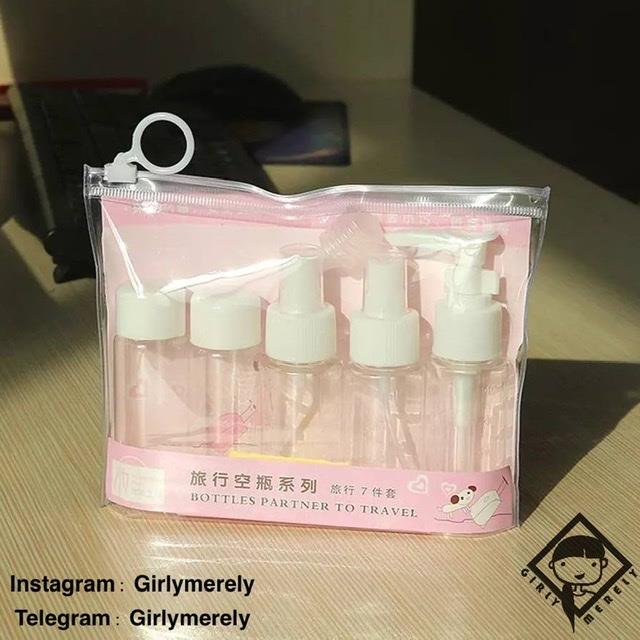 旅行空瓶系列 旅行7件套
BOTTLES PARTNER TO TRAVEL
Instagram： Girlymerely
Telegram： Girlymerely
GIRLY MERELY